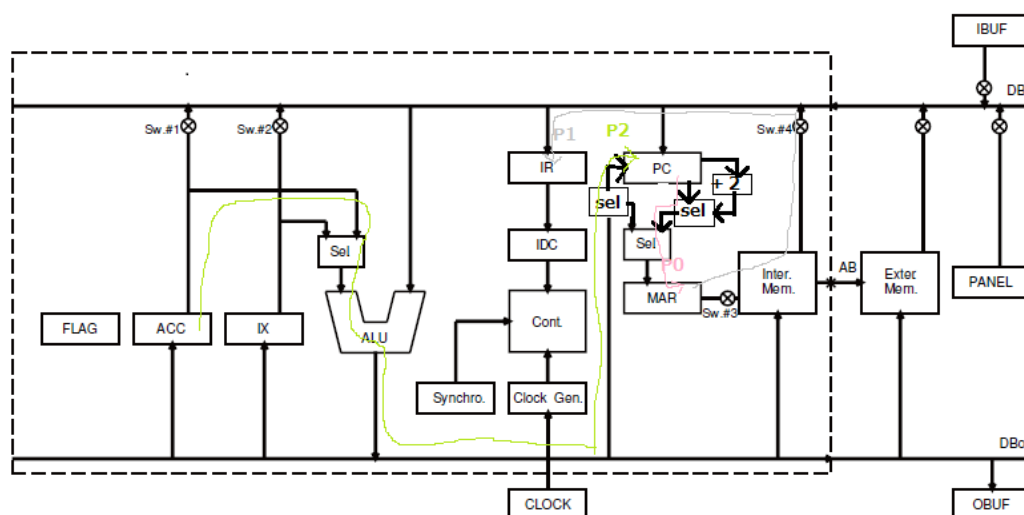 IBUF
DB
Sw.#1
Sw.#2
P1
P2
Sw.#4
IR
PC
+ 2
sel
sel
IDC
Sel
Sel
P0
AB
Inter.
Mem.
Exter
Mem.
PANEL
MAR
Sw.#3
FLAG
ACC
IX
ALU
Cont.
Synchro.
Clock Gen.
DBo
CLOCK
OBUF